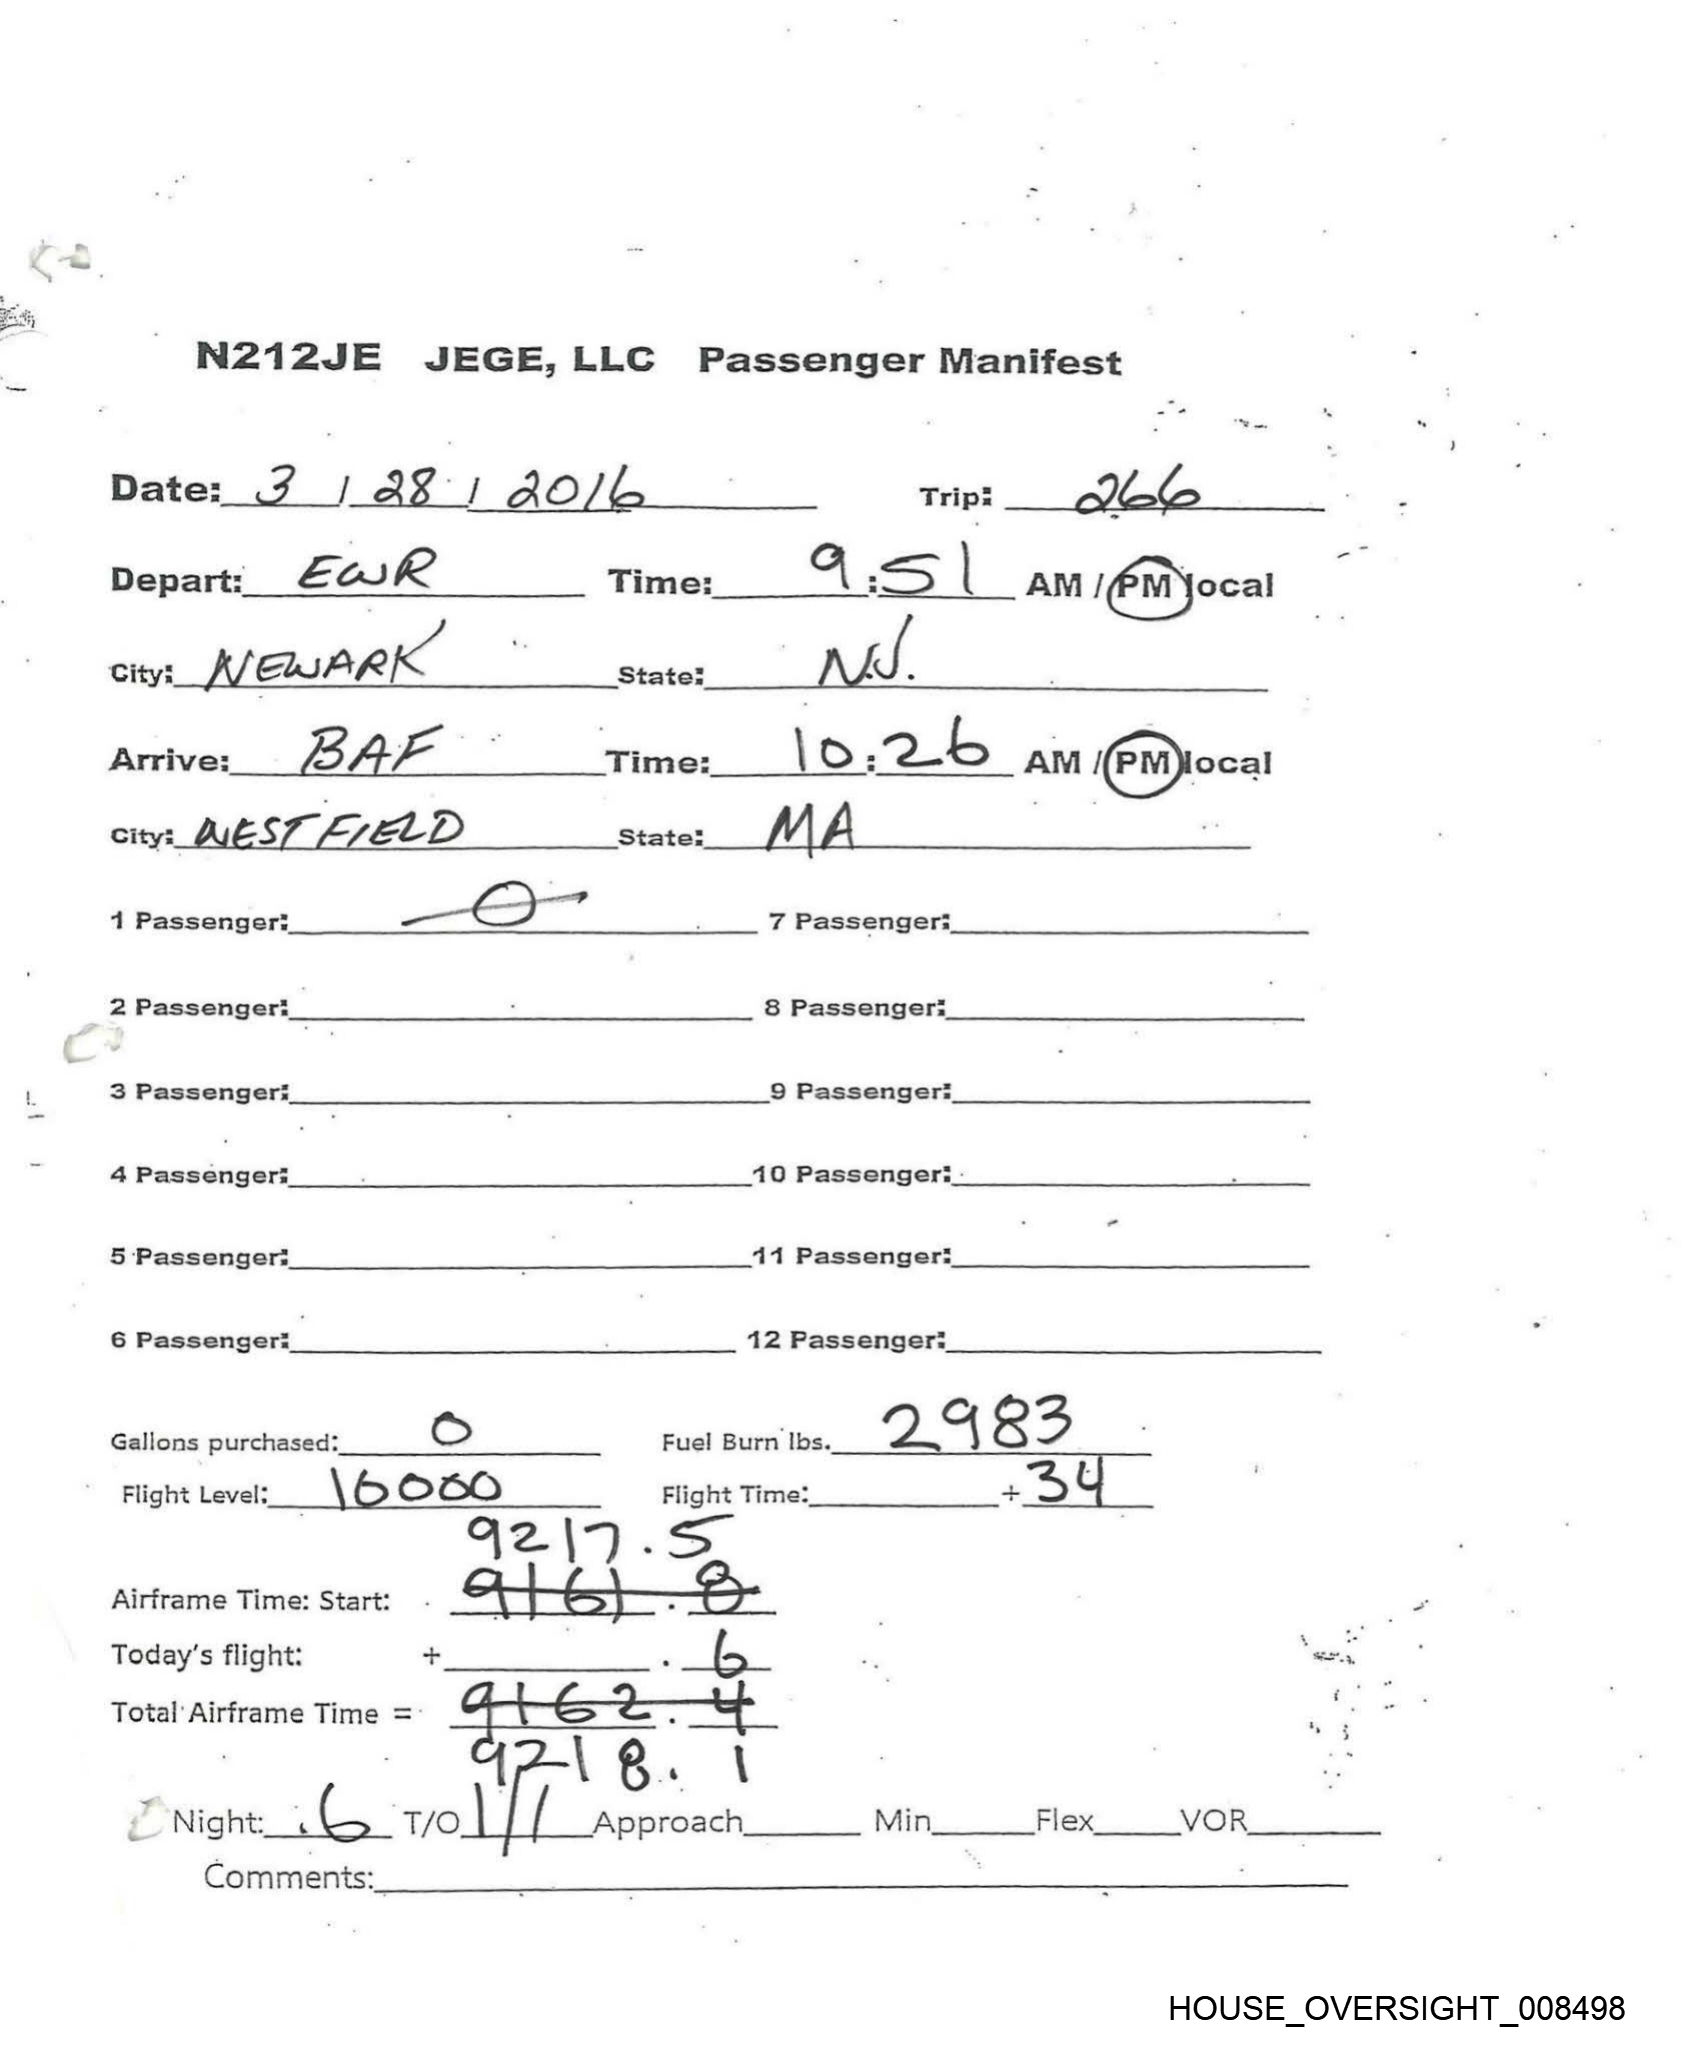 N212JE JEGE, LLC Passenger Manifest
Date: 3 / 28 / 2016 Trip: 266
Depart: EWR Time: 9:51 AM / PM local
City: NEWARK State: N.J.
Arrive: BAF Time: 10:26 AM / PM local
City: WESTFIELD State: MA
1 Passenger: 0 7 Passenger:
2 Passenger: 8 Passenger:
3 Passenger: 9 Passenger:
4 Passenger: 10 Passenger:
5 Passenger: 11 Passenger:
6 Passenger: 12 Passenger:
Gallons purchased: 0 Fuel Burn lbs. 2983
Flight Level: 16000 Flight Time: + 34
9217.5
Airframe Time: Start: 9161.8
Today's flight: + . 6
Total Airframe Time = 9162.4
9218.1
Night: .6 T/O 1/1 Approach Min Flex VOR
Comments:
HOUSE_OVERSIGHT_008498